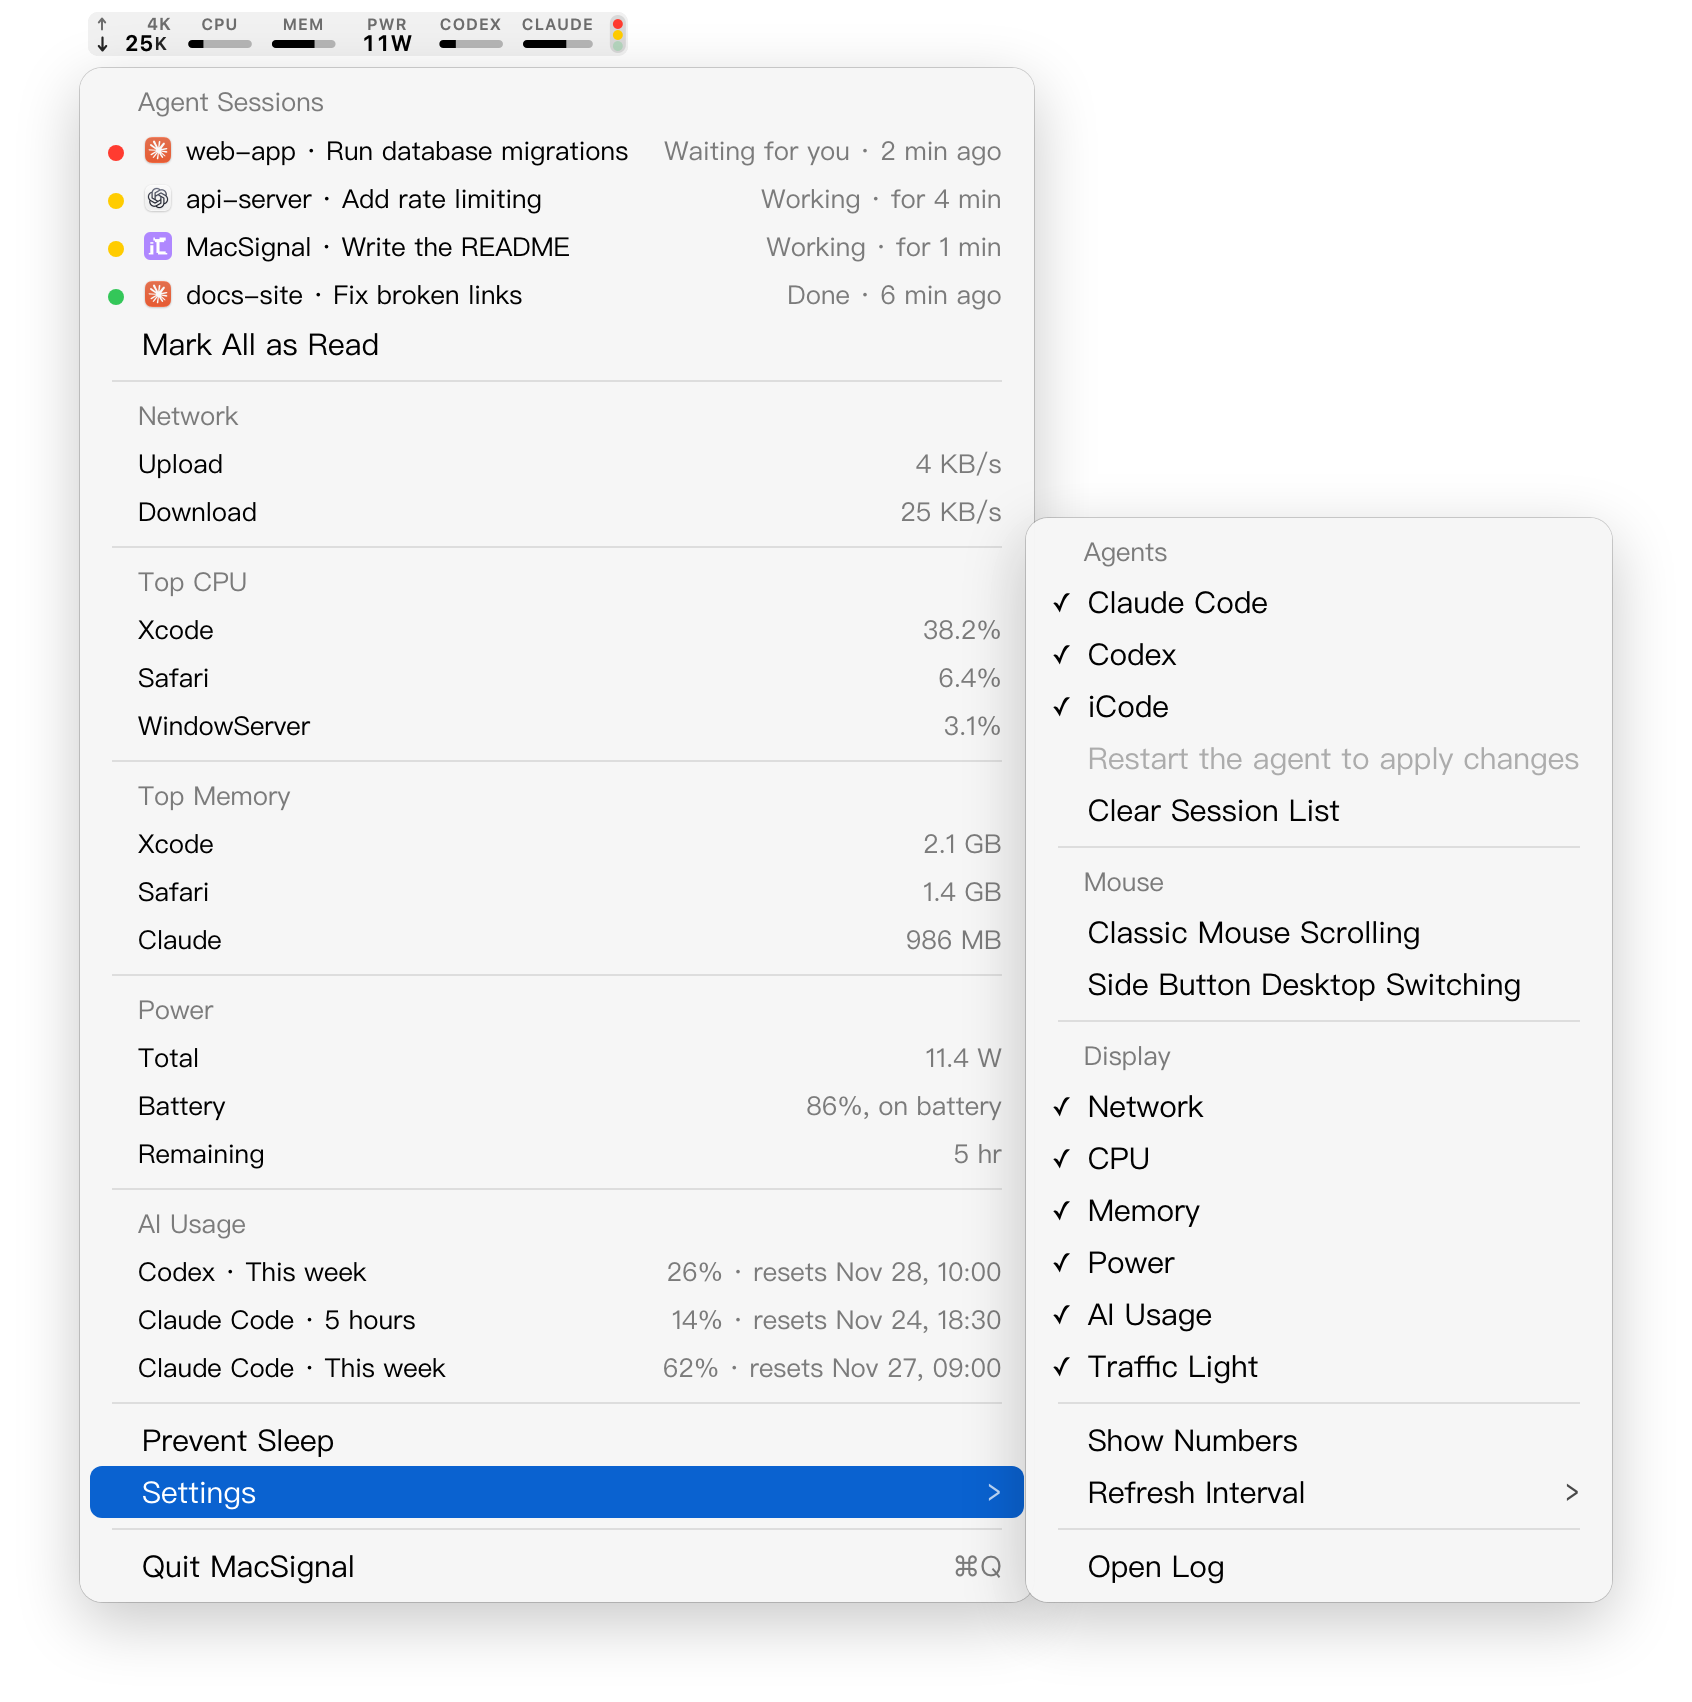 ↑ 4K CPU MEM PWR CODEX CLAUDE
↓ 25K 11W
Agent Sessions
web-app · Run database migrations Waiting for you · 2 min ago
api-server · Add rate limiting Working · for 4 min
MacSignal · Write the README Working · for 1 min
docs-site · Fix broken links Done · 6 min ago
Mark All as Read
Network
Upload 4 KB/s
Download 25 KB/s
Top CPU
Xcode 38.2%
Safari 6.4%
WindowServer 3.1%
Top Memory
Xcode 2.1 GB
Safari 1.4 GB
Claude 986 MB
Power
Total 11.4 W
Battery 86%, on battery
Remaining 5 hr
AI Usage
Codex · This week 26% · resets Nov 28, 10:00
Claude Code · 5 hours 14% · resets Nov 24, 18:30
Claude Code · This week 62% · resets Nov 27, 09:00
Prevent Sleep
Settings >
Quit MacSignal ⌘Q
Agents
✓ Claude Code
✓ Codex
✓ iCode
Restart the agent to apply changes
Clear Session List
Mouse
Classic Mouse Scrolling
Side Button Desktop Switching
Display
✓ Network
✓ CPU
✓ Memory
✓ Power
✓ AI Usage
✓ Traffic Light
Show Numbers
Refresh Interval >
Open Log